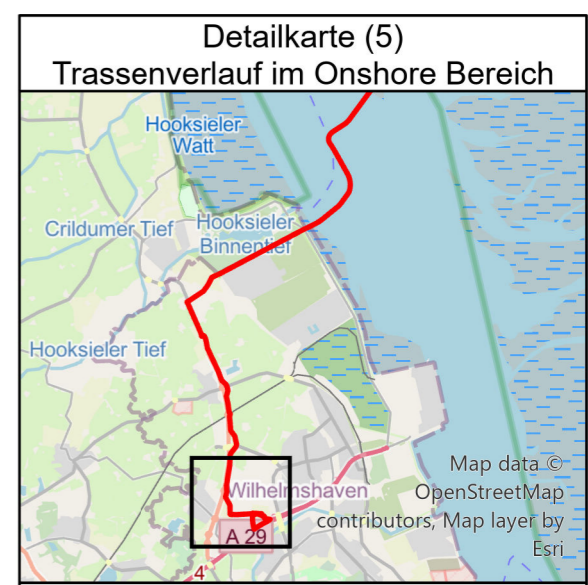 Detailkarte (5)
Trassenverlauf im Onshore Bereich
Hooksieler
Watt
Crildumer Tief
Hooksieler
Binnentief
Hooksieler Tief
Wilhelmshaven
A 29
4
Map data ©
OpenStreetMap
contributors, Map layer by
Esri